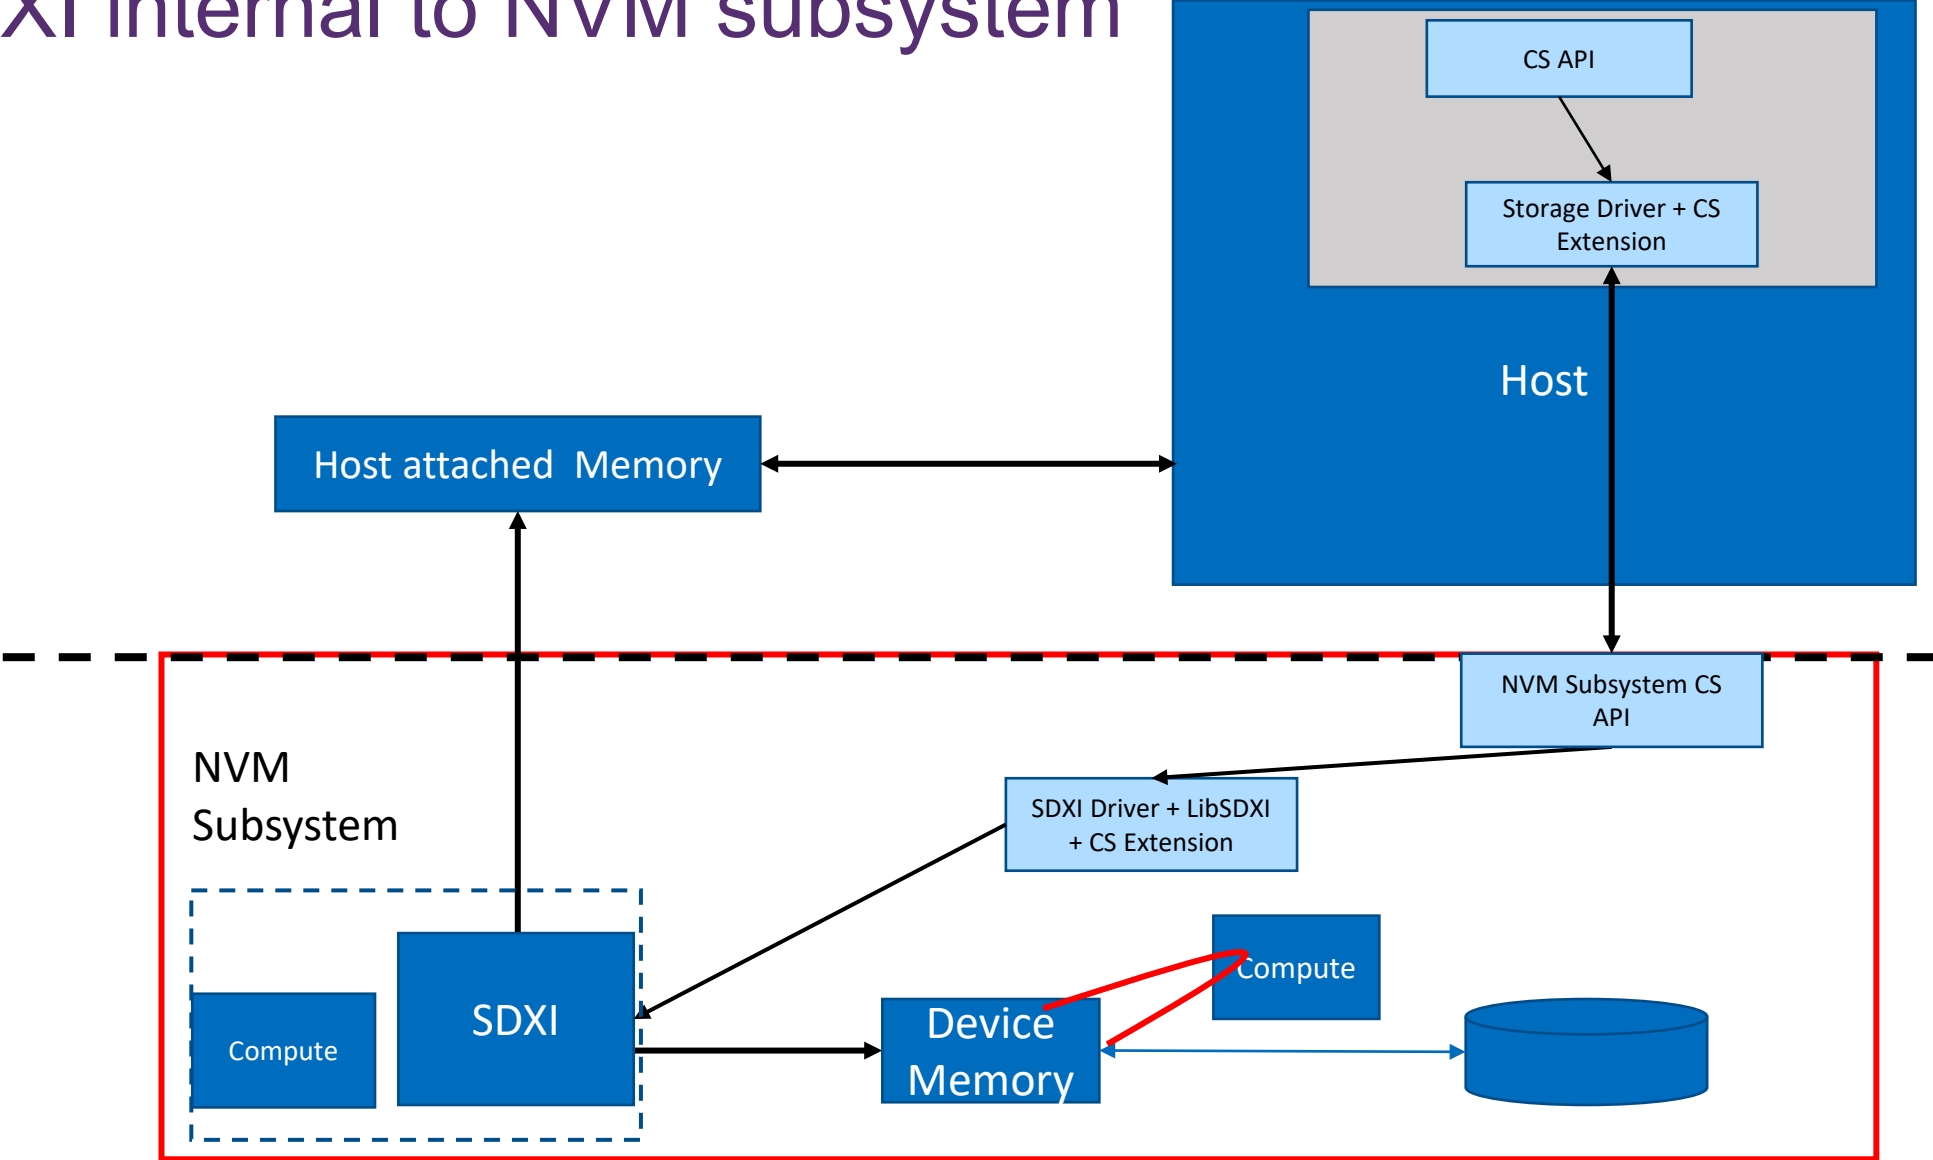 XI internal to NVM subsystem
CS API
Storage Driver + CS
Extension
Host
Host attached Memory
NVM Subsystem CS
API
NVM
Subsystem
SDXI Driver + LibSDXI
+ CS Extension
Compute
SDXI
Compute
Device
Memory